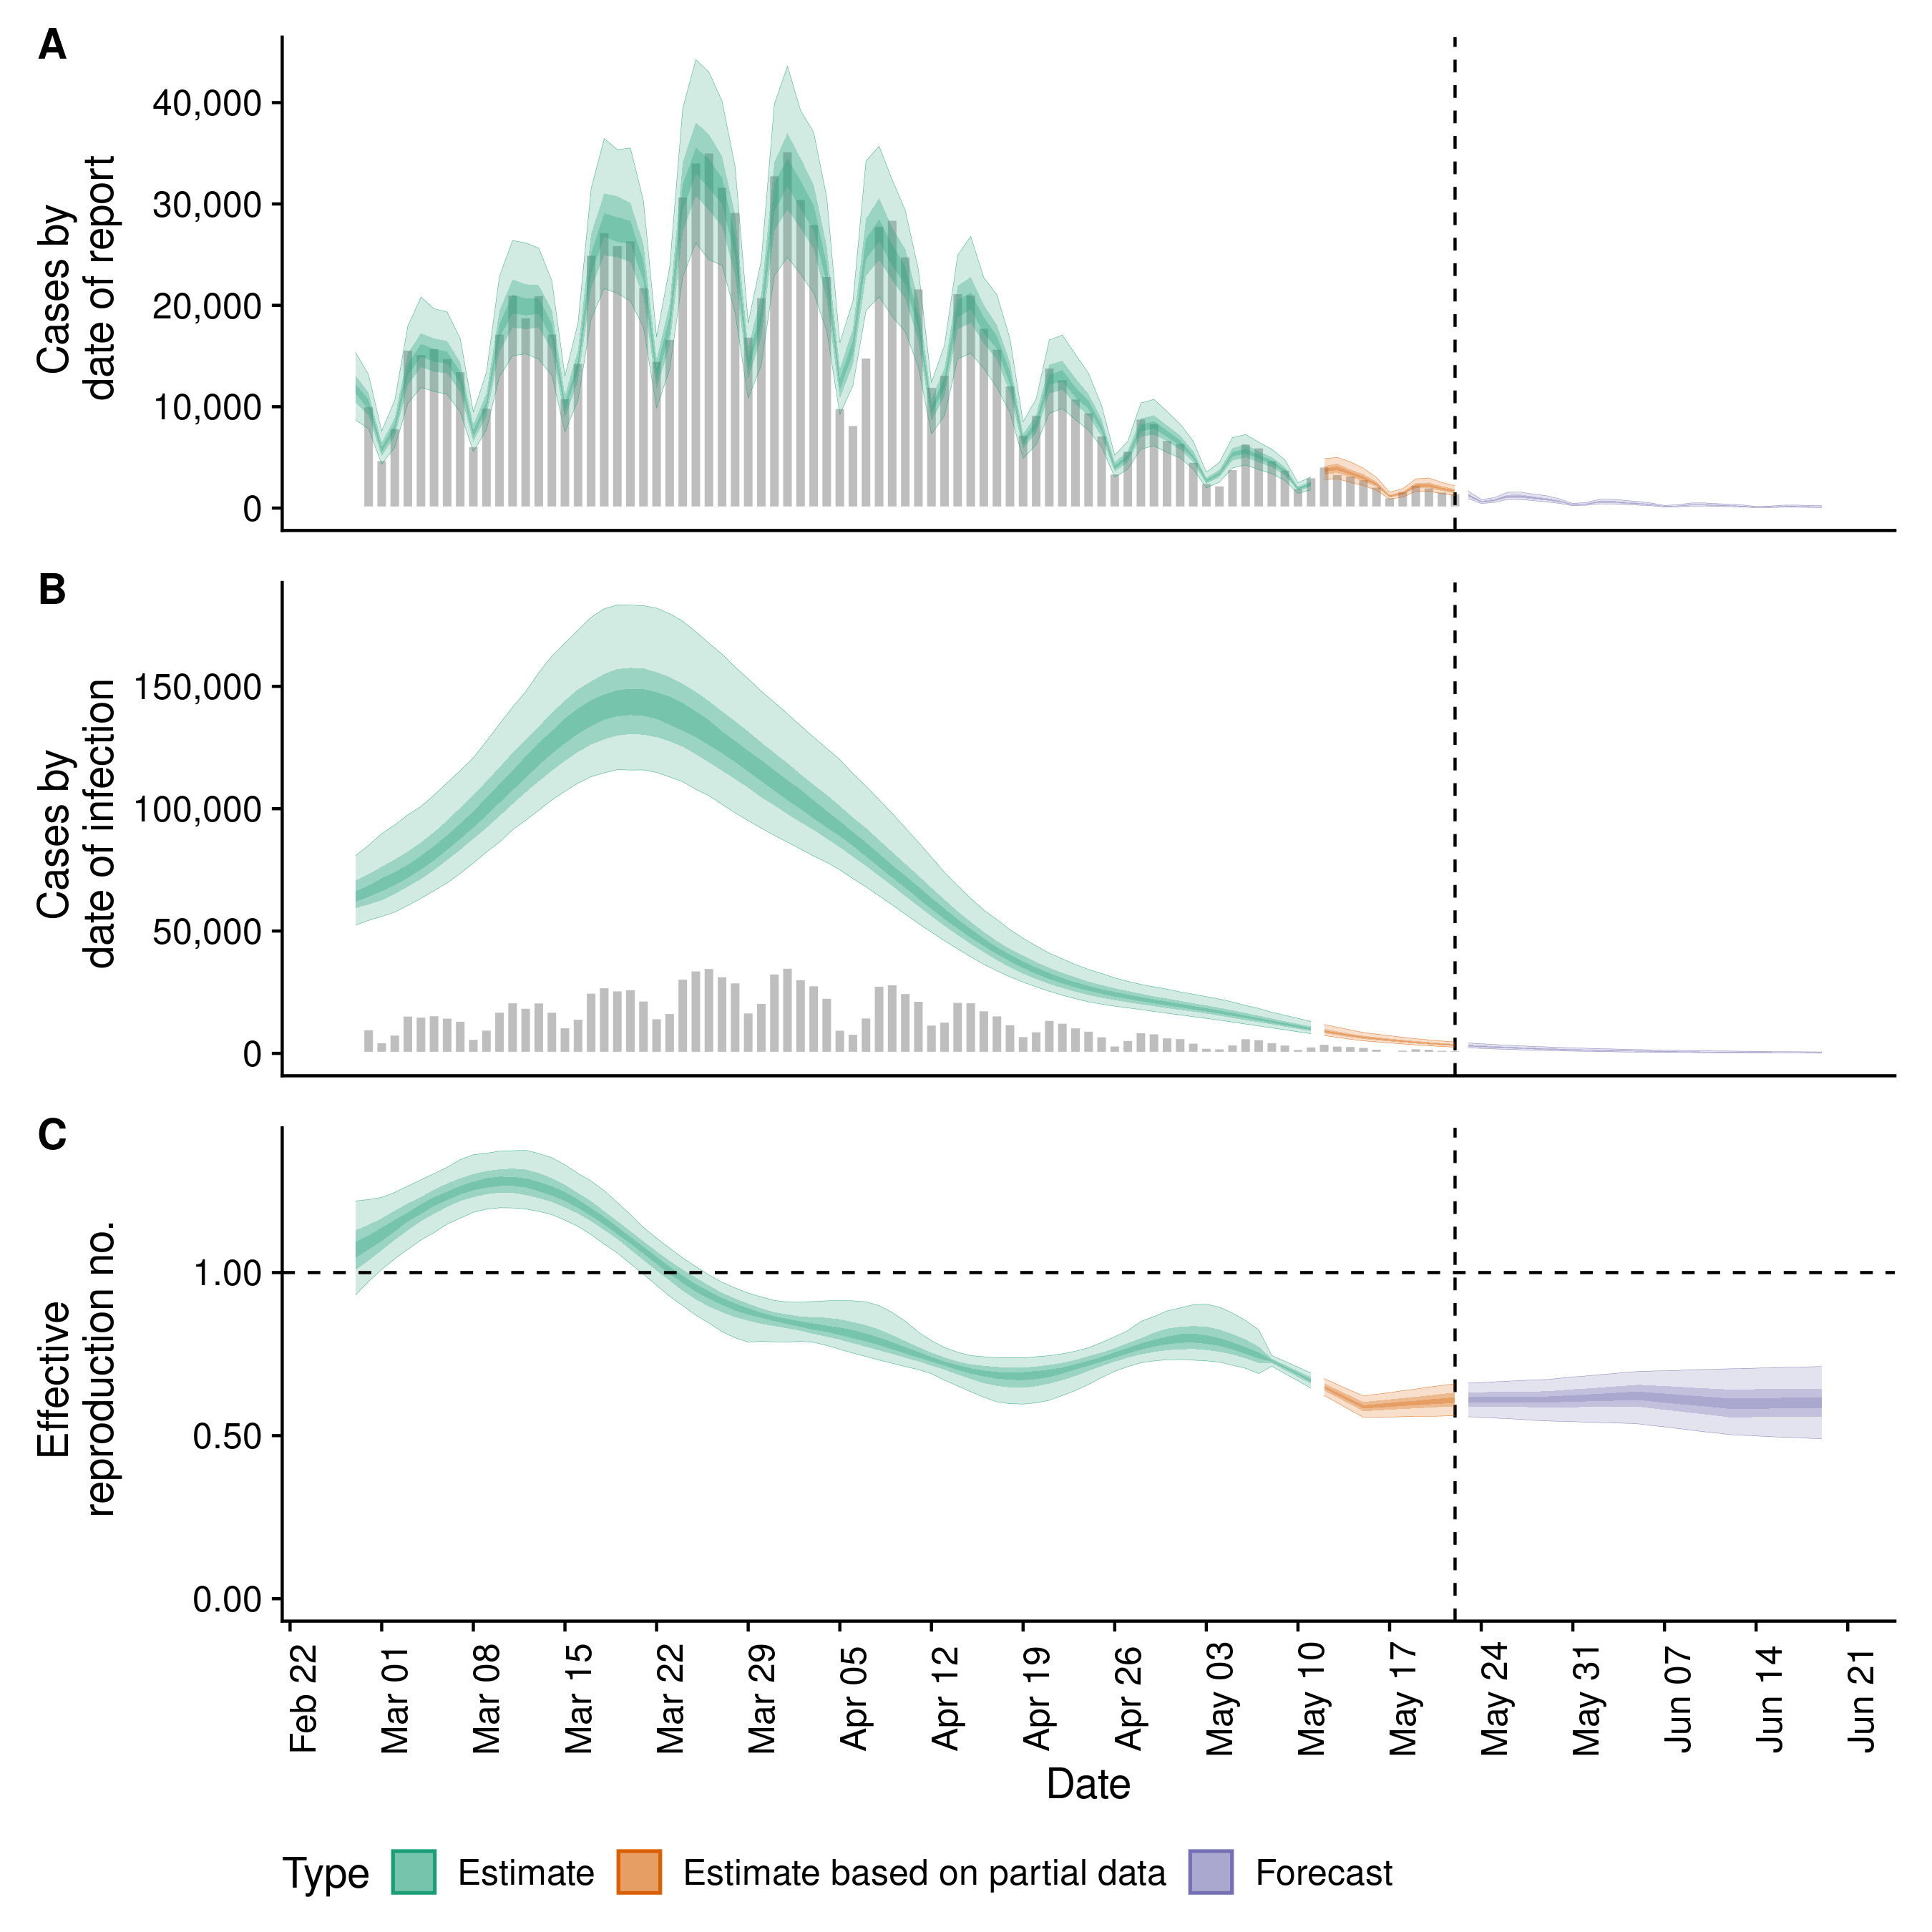 A
Cases by
date of report
40,000
30,000
20,000
10,000
0
B
Cases by
date of infection
150,000
100,000
50,000
0
C
Effective
reproduction no.
1.00
0.50
0.00
Feb 22
Mar 01
Mar 08
Mar 15
Mar 22
Mar 29
Apr 05
Apr 12
Apr 19
Apr 26
May 03
May 10
May 17
May 24
May 31
Jun 07
Jun 14
Jun 21
Date
Type Estimate Estimate based on partial data Forecast